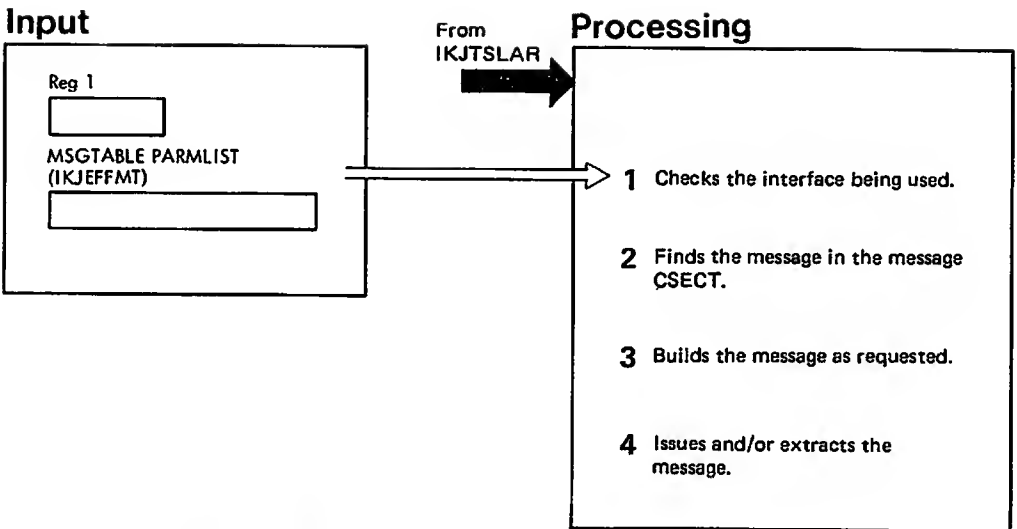 Input
Reg 1
MSGTABLE PARMLIST
(IKJEFFMT)
From
IKJTSLAR
Processing
1 Checks the interface being used.
2 Finds the message in the message
CSECT.
3 Builds the message as requested.
4 Issues and/or extracts the
message.